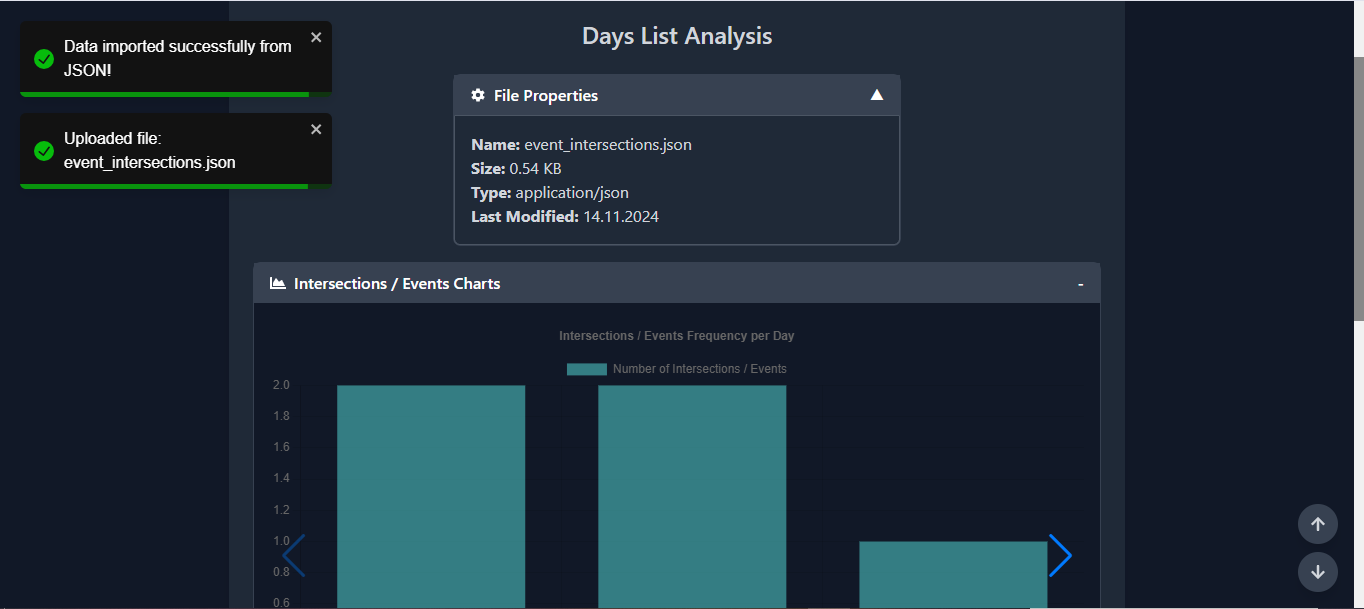 Data imported successfully from
JSON!
Uploaded file:
event_intersections.json
Days List Analysis
File Properties
Name: event_intersections.json
Size: 0.54 KB
Type: application/json
Last Modified: 14.11.2024
Intersections / Events Charts
-
Intersections / Events Frequency per Day
Number of Intersections / Events
2.0
1.8
1.6
1.4
1.2
1.0
0.8
0.6